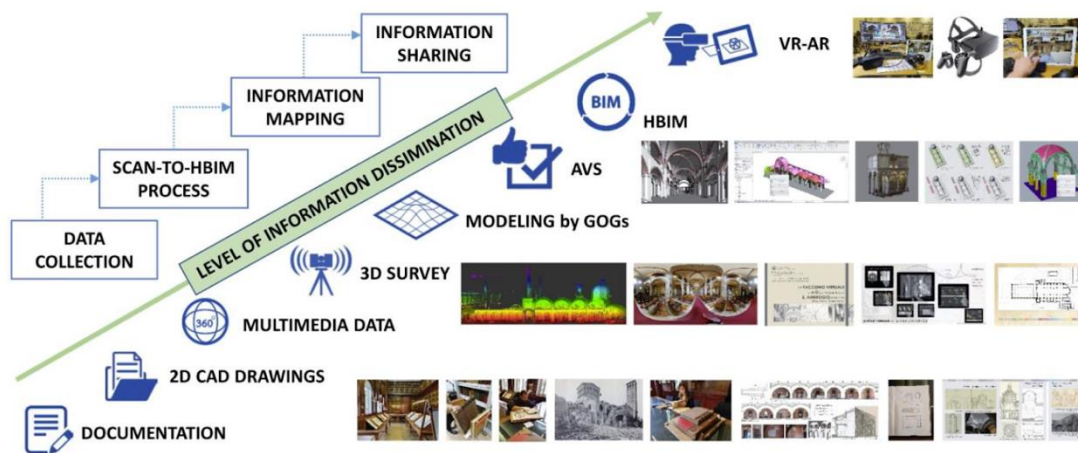 INFORMATION
SHARING
INFORMATION
MAPPING
SCAN-TO-HBIM
PROCESS
DATA
COLLECTION
LEVEL OF INFORMATION DISSIMINATION
VR-AR
BIM
HBIM
AVS
MODELING by GOGs
3D SURVEY
360°
MULTIMEDIA DATA
2D CAD DRAWINGS
DOCUMENTATION